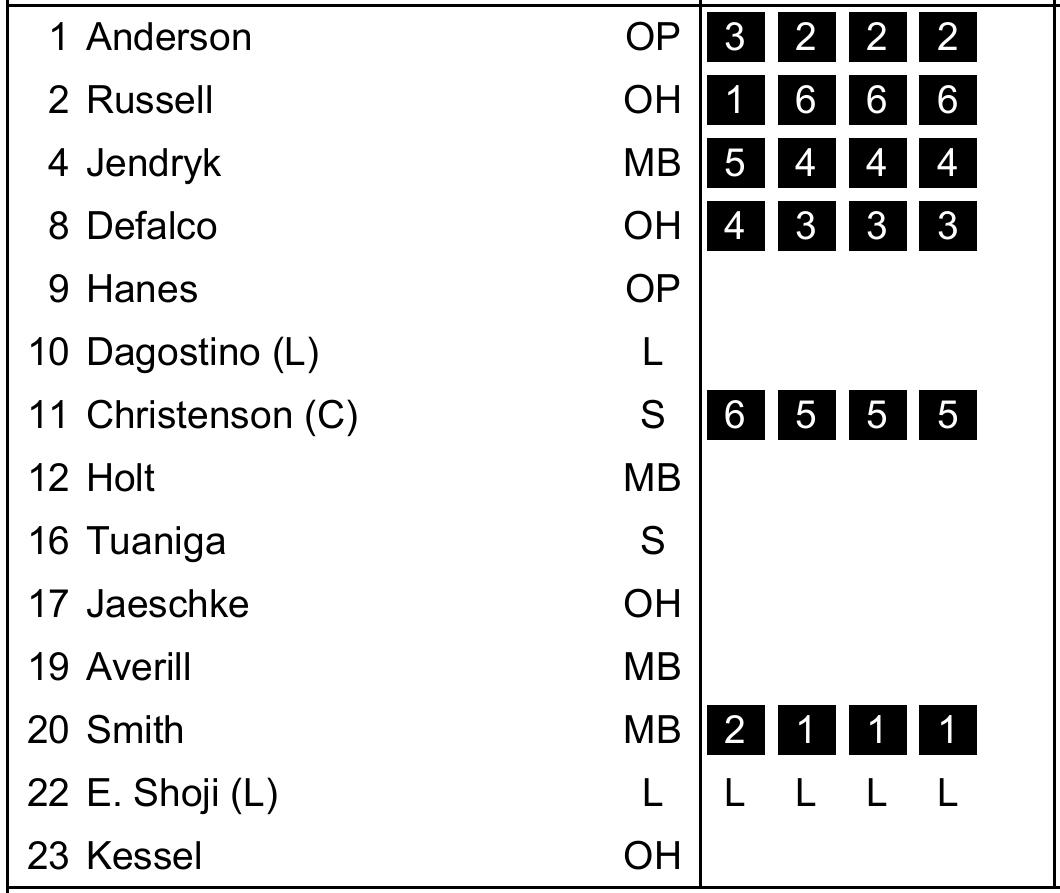 1 Anderson OP 3 2 2 2
2 Russell OH 1 6 6 6
4 Jendryk MB 5 4 4 4
8 Defalco OH 4 3 3 3
9 Hanes OP
10 Dagostino (L) L
11 Christenson (C) S 6 5 5 5
12 Holt MB
16 Tuaniga S
17 Jaeschke OH
19 Averill MB
20 Smith MB 2 1 1 1
22 E. Shoji (L) L L L L L
23 Kessel OH